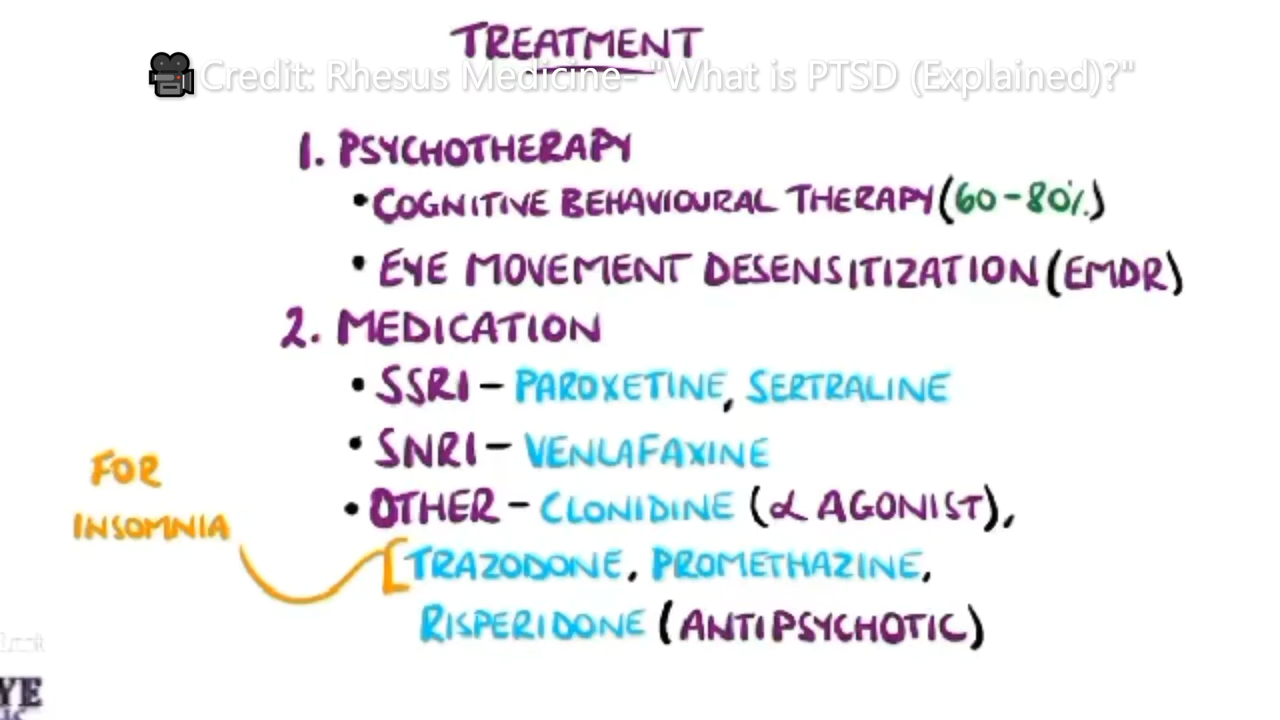 TREATMENT
Credit: Rhesus Medicine- "What is PTSD (Explained)?"
1. PSYCHOTHERAPY
• COGNITIVE BEHAVIOURAL THERAPY (60-80%)
• EYE MOVEMENT DESENSITIZATION (EMDR)
2. MEDICATION
• SSRI - PAROXETINE, SERTRALINE
• SNRI - VENLAFAXINE
• OTHER - CLONIDINE (α AGONIST),
FOR
INSOMNIA
[TRAZODONE, PROMETHAZINE,
RISPERIDONE (ANTIPSYCHOTIC)
YE